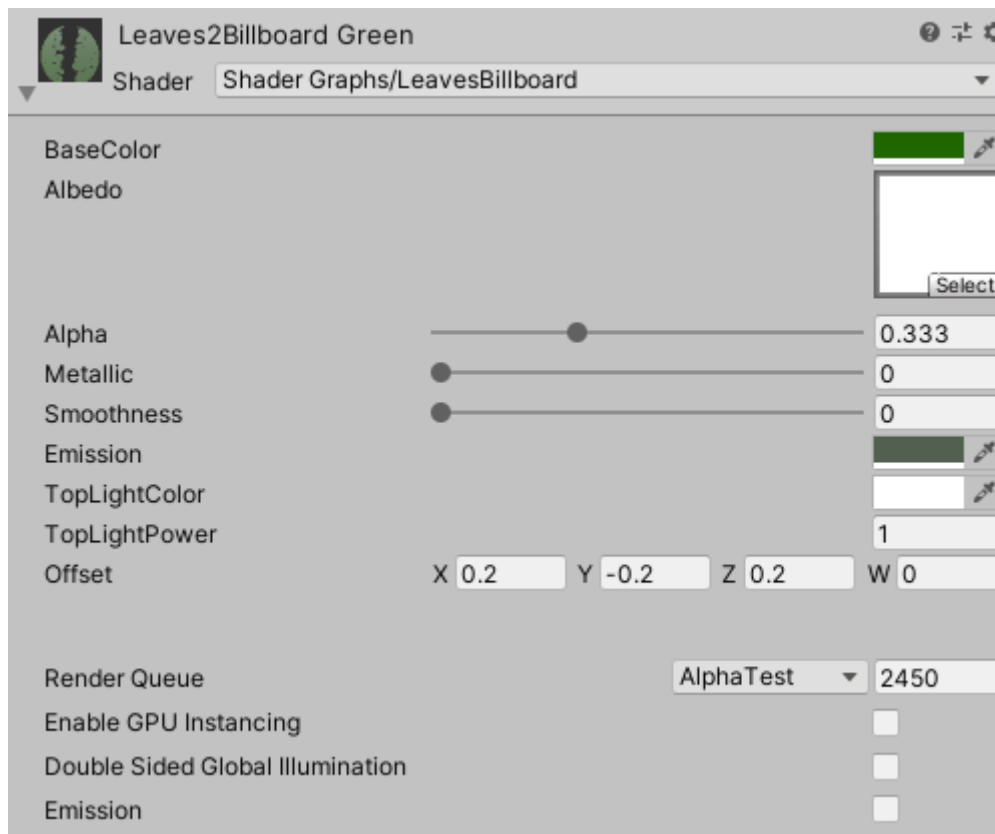 Leaves2Billboard Green
Shader Shader Graphs/LeavesBillboard
BaseColor
Albedo
Select
Alpha 0.333
Metallic 0
Smoothness 0
Emission
TopLightColor
TopLightPower 1
Offset X 0.2 Y -0.2 Z 0.2 W 0
Render Queue AlphaTest 2450
Enable GPU Instancing
Double Sided Global Illumination
Emission